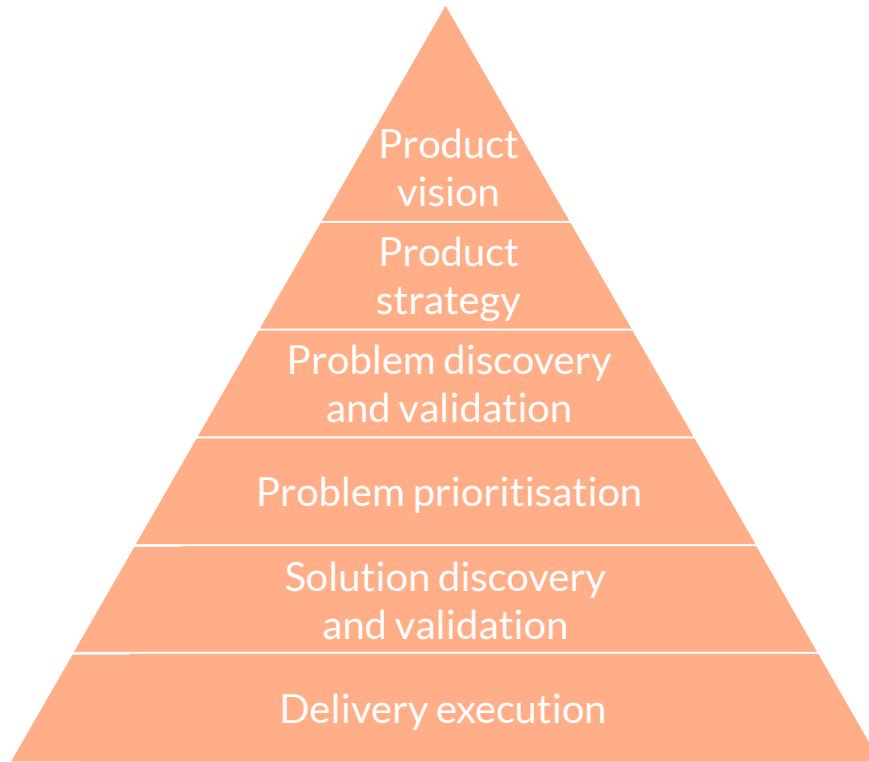 Product
vision
Product
strategy
Problem discovery
and validation
Problem prioritisation
Solution discovery
and validation
Delivery execution